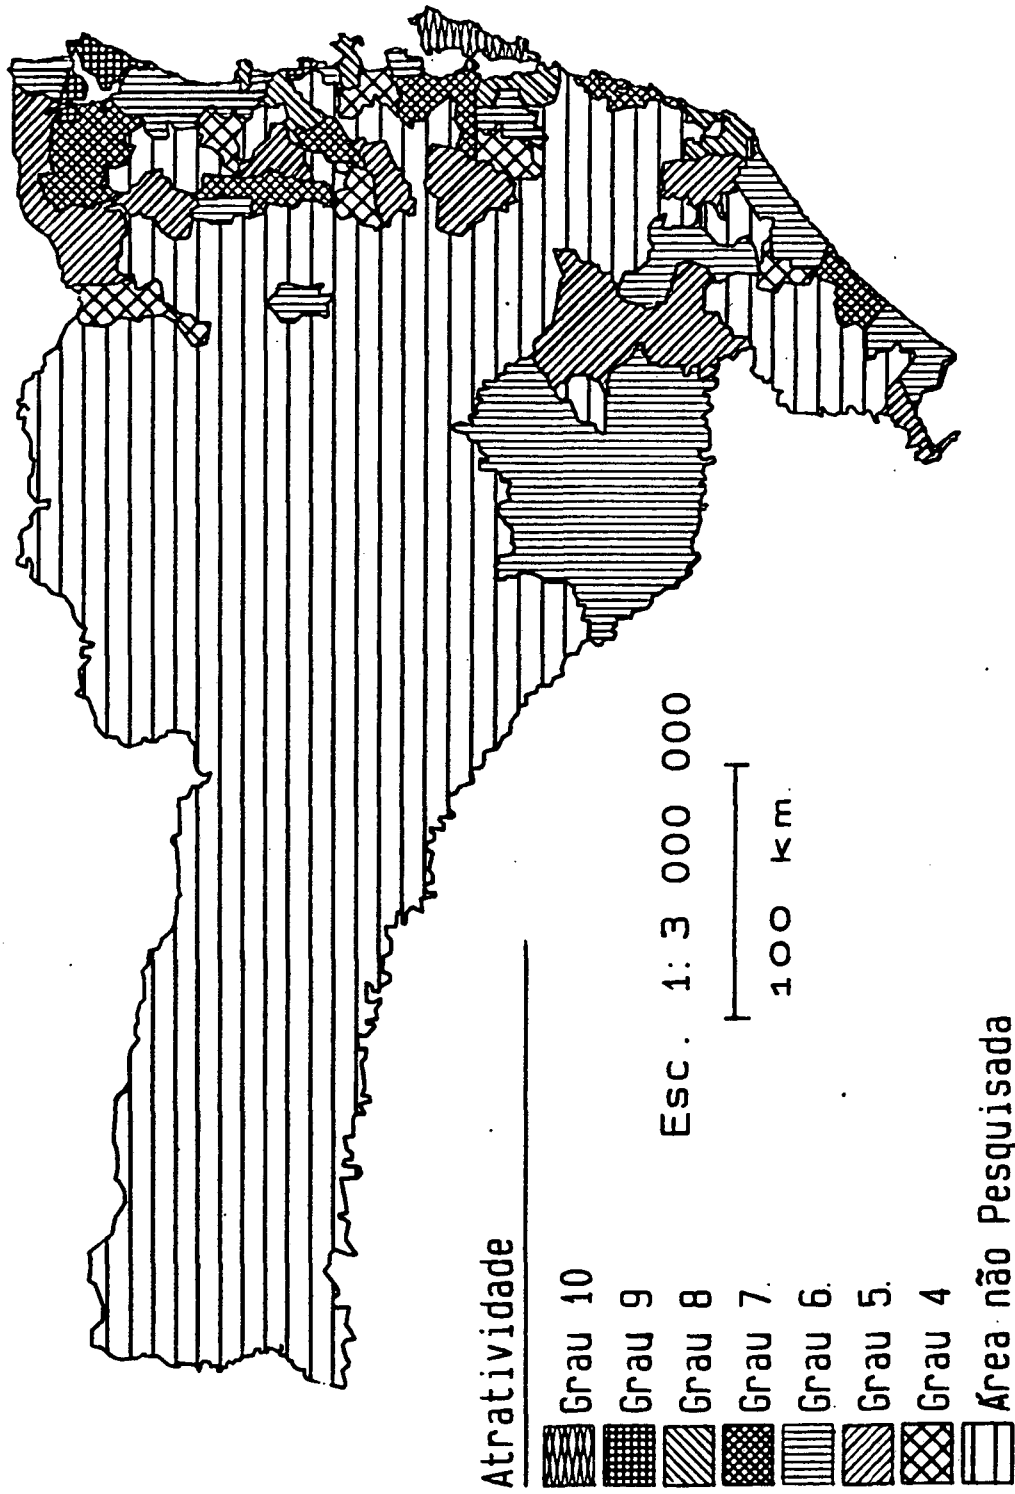 Atratividade
Grau 10
Grau 9
Grau 8
Grau 7.
Grau 6.
Grau 5.
Grau 4
Área não Pesquisada
Esc. 1: 3 000 000
100 km